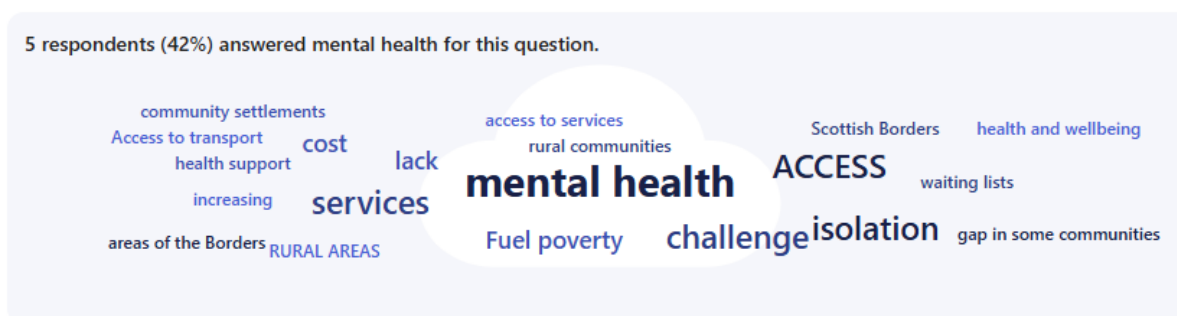 5 respondents (42%) answered mental health for this question.
community settlements
access to services
Scottish Borders
health and wellbeing
Access to transport
cost
rural communities
health support
lack
ACCESS
mental health
waiting lists
increasing
services
isolation
gap in some communities
areas of the Borders
RURAL AREAS
Fuel poverty
challenge